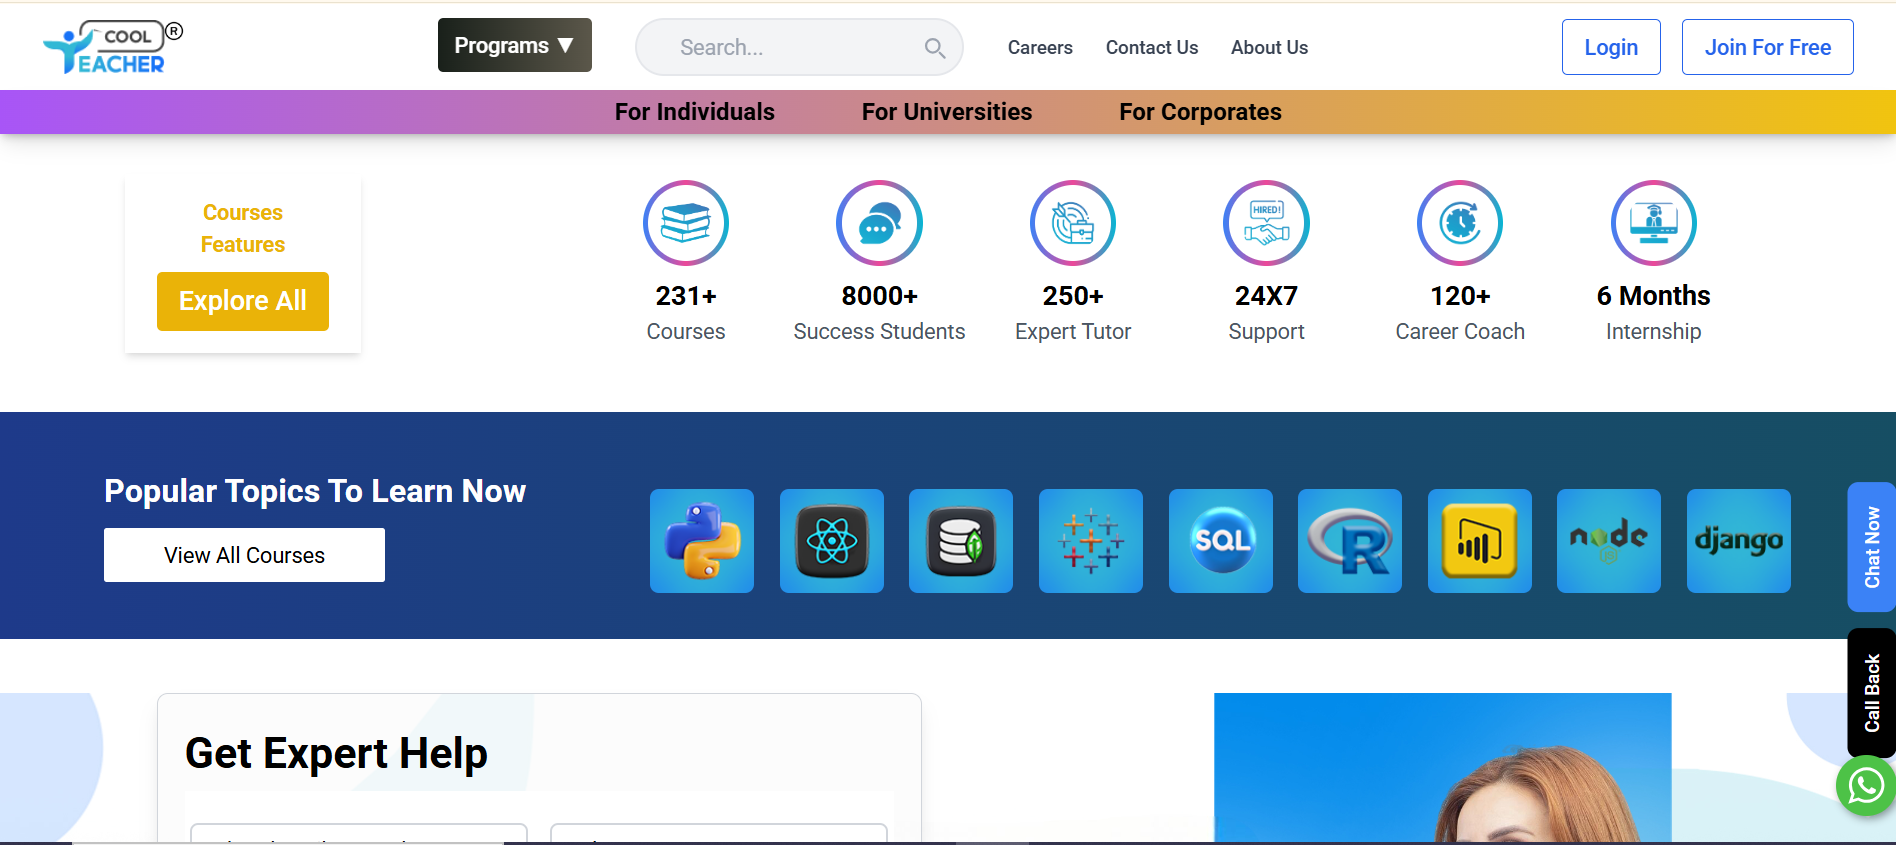 COOL
EACHER
®
Programs ▼
Search...
Careers
Contact Us
About Us
Login
Join For Free
For Individuals
For Universities
For Corporates
Courses
Features
Explore All
HIRED!
231+
Courses
8000+
Success Students
250+
Expert Tutor
24X7
Support
120+
Career Coach
6 Months
Internship
Popular Topics To Learn Now
View All Courses
SQL
R
node
django
Chat Now
Call Back
Get Expert Help